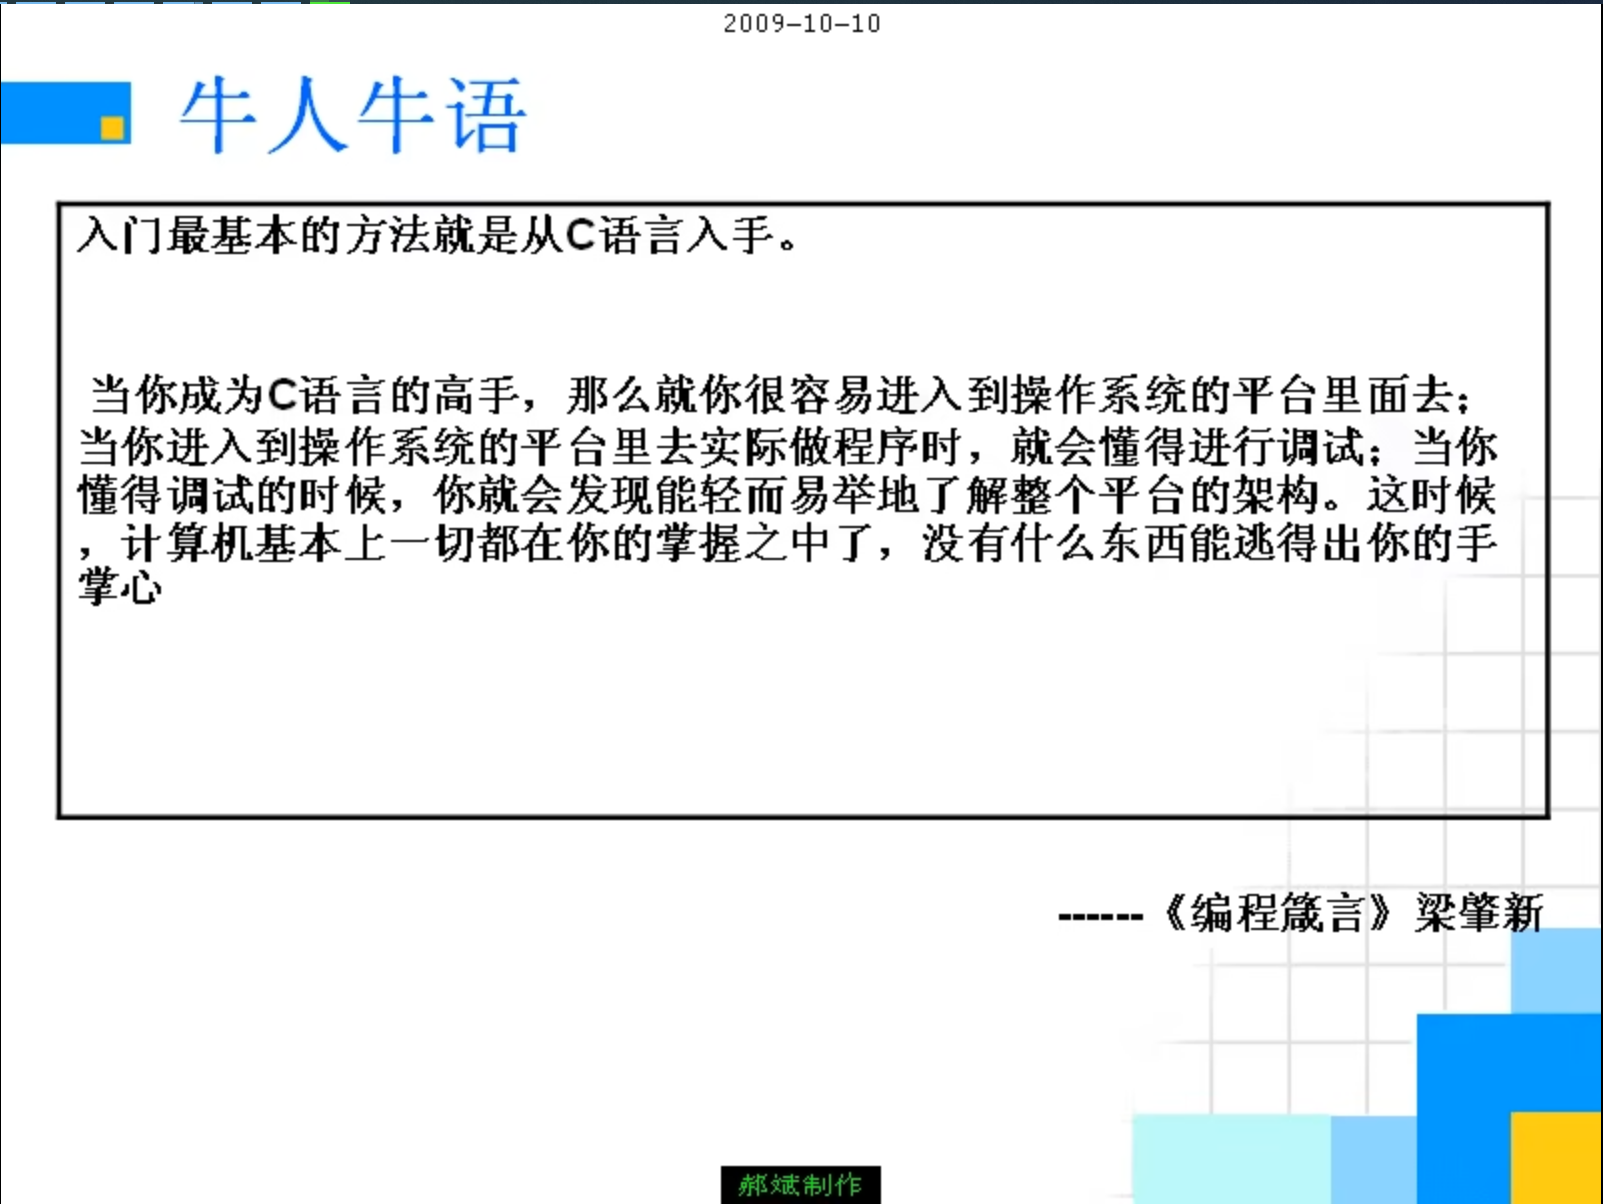 2009-10-10
牛人牛语
入门最基本的方法就是从C语言入手。
当你成为C语言的高手，那么就你很容易进入到操作系统的平台里面去；
当你进入到操作系统的平台里去实际做程序时，就会懂得进行调试；当你
懂得调试的时候，你就会发现能轻而易举地了解整个平台的架构。这时候
，计算机基本上一切都在你的掌握之中了，没有什么东西能逃得出你的手
掌心
------《编程箴言》梁肇新
郝斌制作